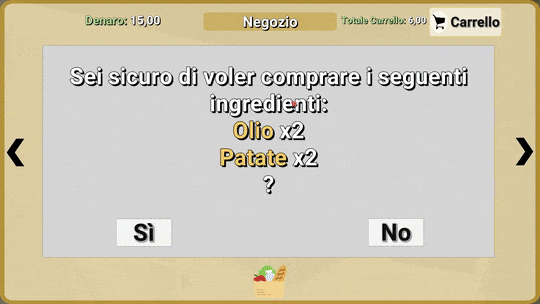 Denaro: 15,00
Negozio
Totale Carrello: 6,00
Carrello
Sei sicuro di voler comprare i seguenti
ingredienti:
Olio x2
Patate x2
?
Sì
No